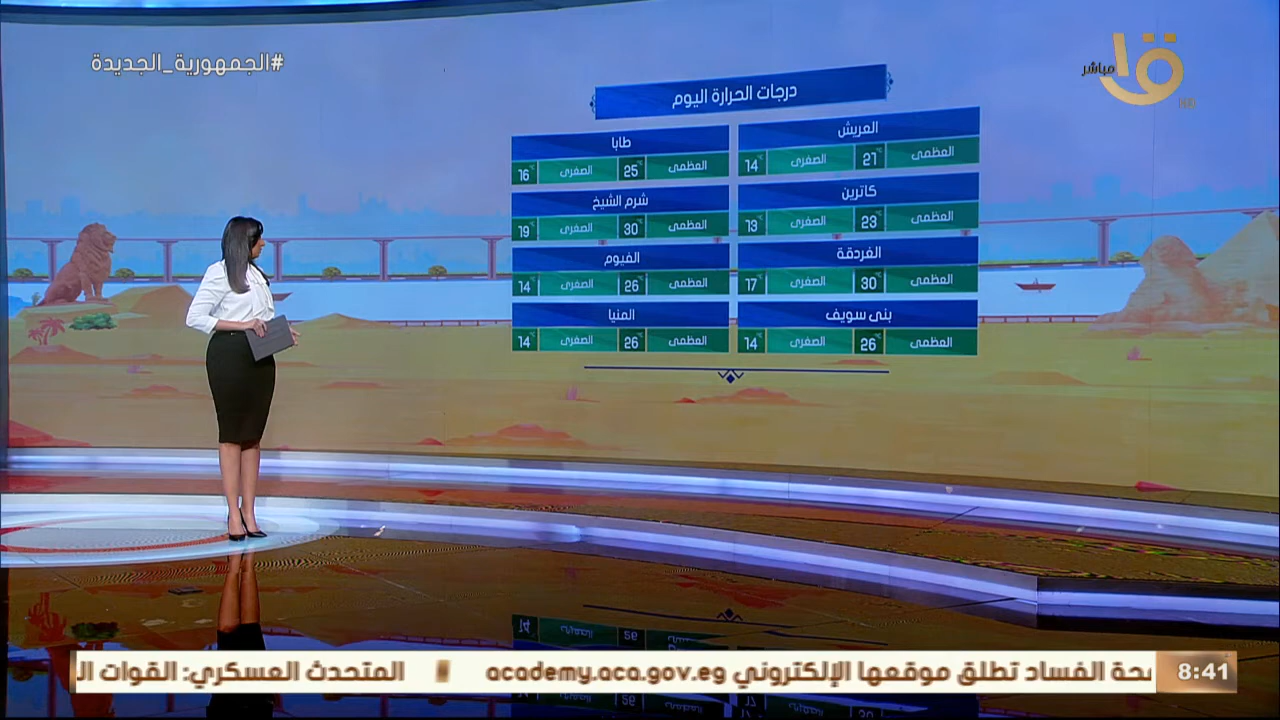 #الجمهورية_الجديدة
مباشر
درجات الحرارة اليوم
العريش
العظمى 21 الصغرى 14
طابا
العظمى 25 الصغرى 16
كاترين
العظمى 23 الصغرى 13
شرم الشيخ
العظمى 30 الصغرى 19
الغردقة
العظمى 30 الصغرى 17
الفيوم
العظمى 26 الصغرى 14
بنى سويف
العظمى 26 الصغرى 14
المنيا
العظمى 26 الصغرى 14
8:41 الفساد تطلق موقعها الإلكتروني academy.aca.gov.eg المتحدث العسكري: القوات